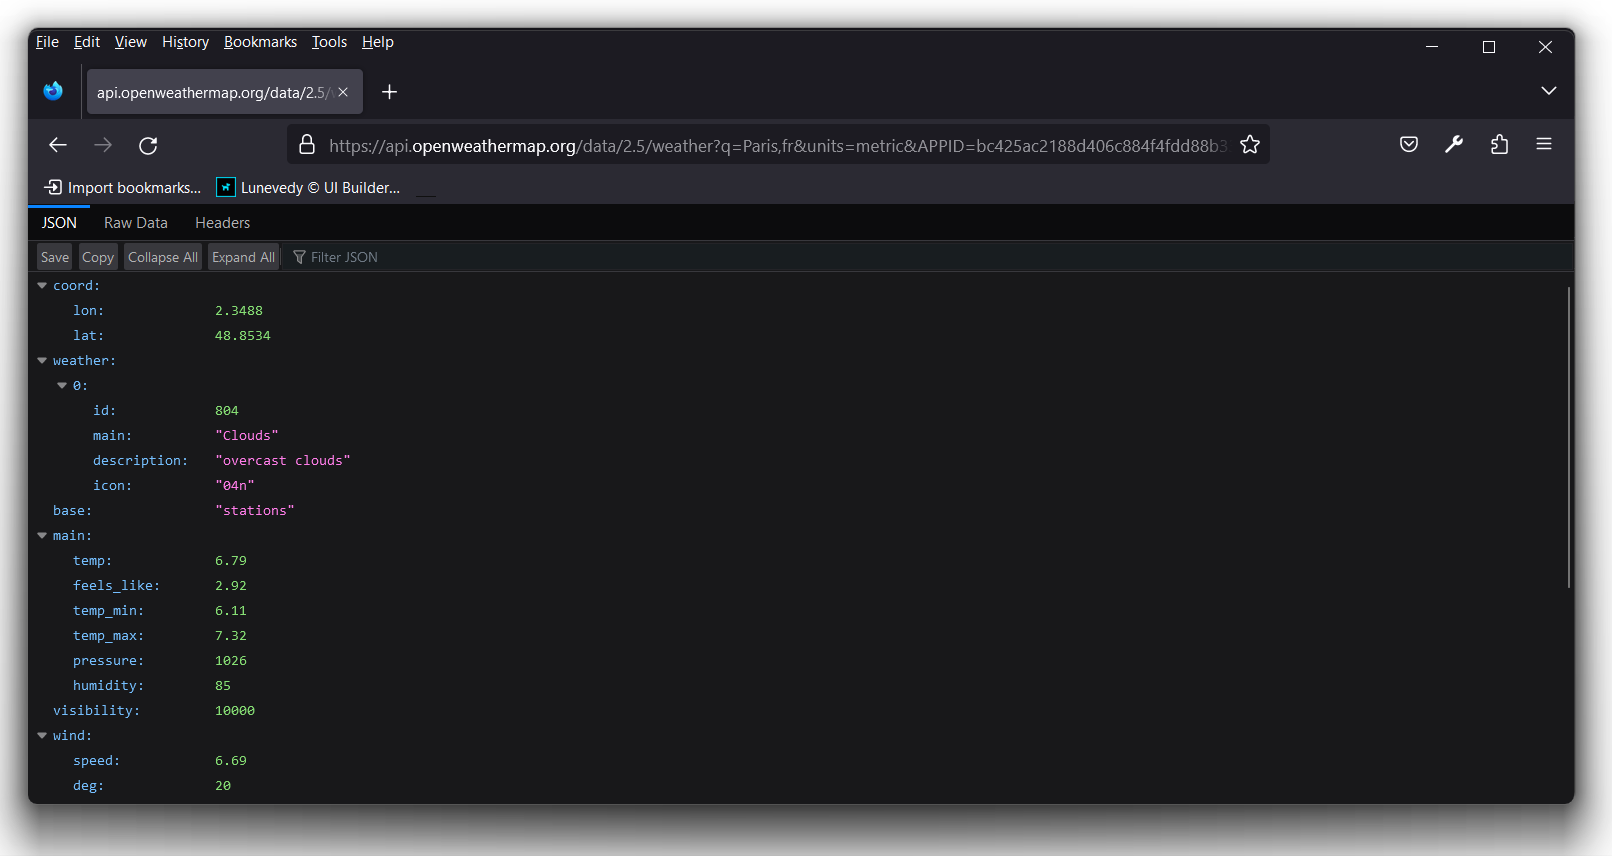 File Edit View History Bookmarks Tools Help
api.openweathermap.org/data/2.5/
https://api.openweathermap.org/data/2.5/weather?q=Paris,fr&units=metric&APPID=bc425ac2188d406c884f4fdd88b3
Import bookmarks... Lunevedy © UI Builder...
JSON Raw Data Headers
Save Copy Collapse All Expand All Filter JSON
coord:
lon: 2.3488
lat: 48.8534
weather:
0:
id: 804
main: "Clouds"
description: "overcast clouds"
icon: "04n"
base: "stations"
main:
temp: 6.79
feels_like: 2.92
temp_min: 6.11
temp_max: 7.32
pressure: 1026
humidity: 85
visibility: 10000
wind:
speed: 6.69
deg: 20